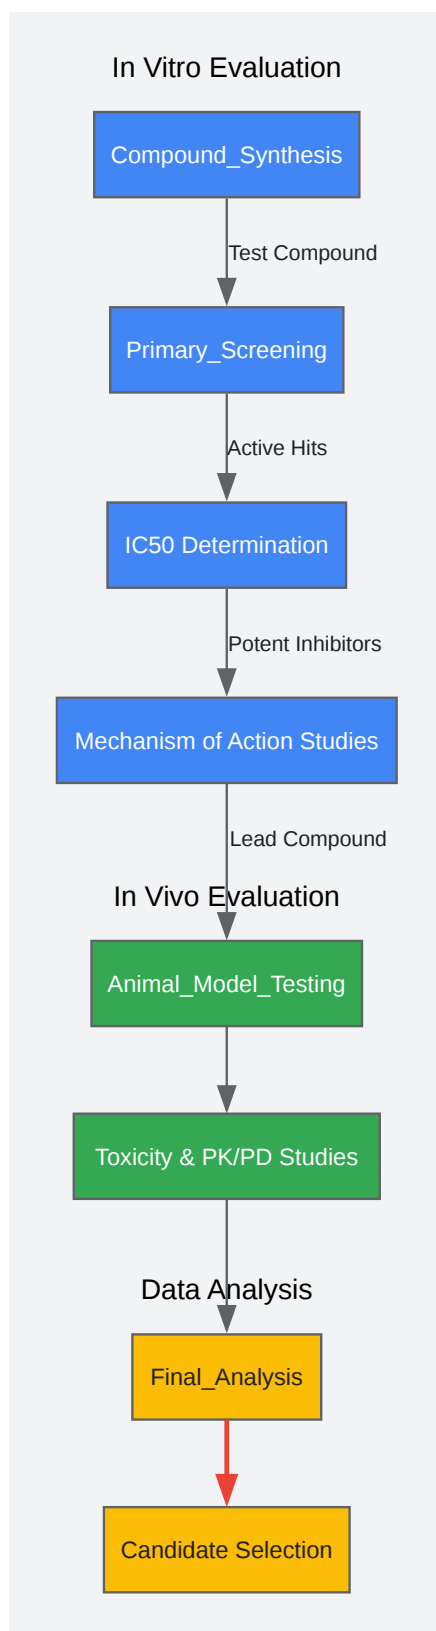 In Vitro Evaluation
Compound_Synthesis
Test Compound
Primary_Screening
Active Hits
IC50 Determination
Potent Inhibitors
Mechanism of Action Studies
Lead Compound
In Vivo Evaluation
Animal_Model_Testing
Toxicity & PK/PD Studies
Data Analysis
Final_Analysis
Candidate Selection